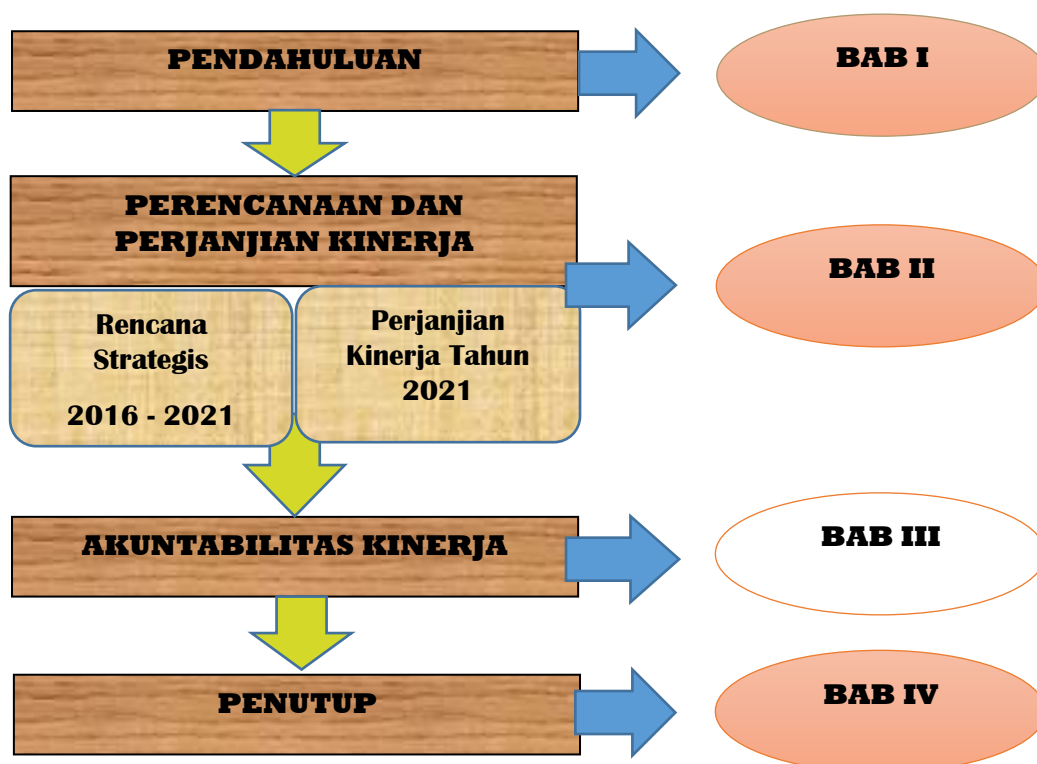 PENDAHULUAN
BAB I
PERENCANAAN DAN
PERJANJIAN KINERJA
BAB II
Rencana
Strategis
2016 - 2021
Perjanjian
Kinerja Tahun
2021
AKUNTABILITAS KINERJA
BAB III
PENUTUP
BAB IV